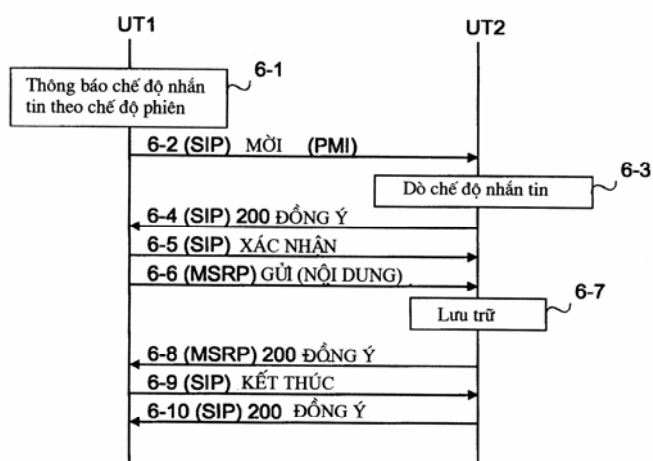 UT1
UT2
Thông báo chế độ nhắn
tin theo chế độ phiên
6-1
6-2 (SIP) MỜI (PMI)
Dò chế độ nhắn tin
6-3
6-4 (SIP) 200 ĐỒNG Ý
6-5 (SIP) XÁC NHẬN
6-6 (MSRP) GỬI (NỘI DUNG)
6-7
Lưu trữ
6-8 (MSRP) 200 ĐỒNG Ý
6-9 (SIP) KẾT THÚC
6-10 (SIP) 200 ĐỒNG Ý